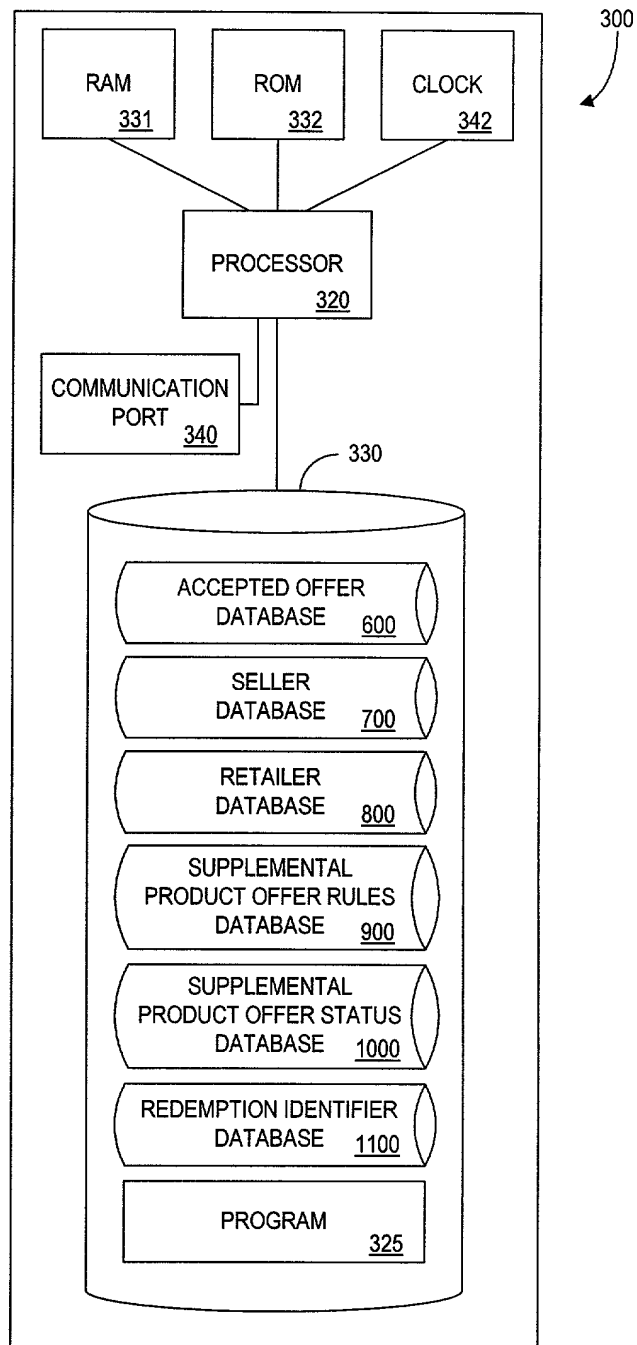 300
RAM
331
ROM
332
CLOCK
342
PROCESSOR
320
COMMUNICATION
PORT
340
330
ACCEPTED OFFER
DATABASE
600
SELLER
DATABASE
700
RETAILER
DATABASE
800
SUPPLEMENTAL
PRODUCT OFFER RULES
DATABASE
900
SUPPLEMENTAL
PRODUCT OFFER STATUS
DATABASE
1000
REDEMPTION IDENTIFIER
DATABASE
1100
PROGRAM
325